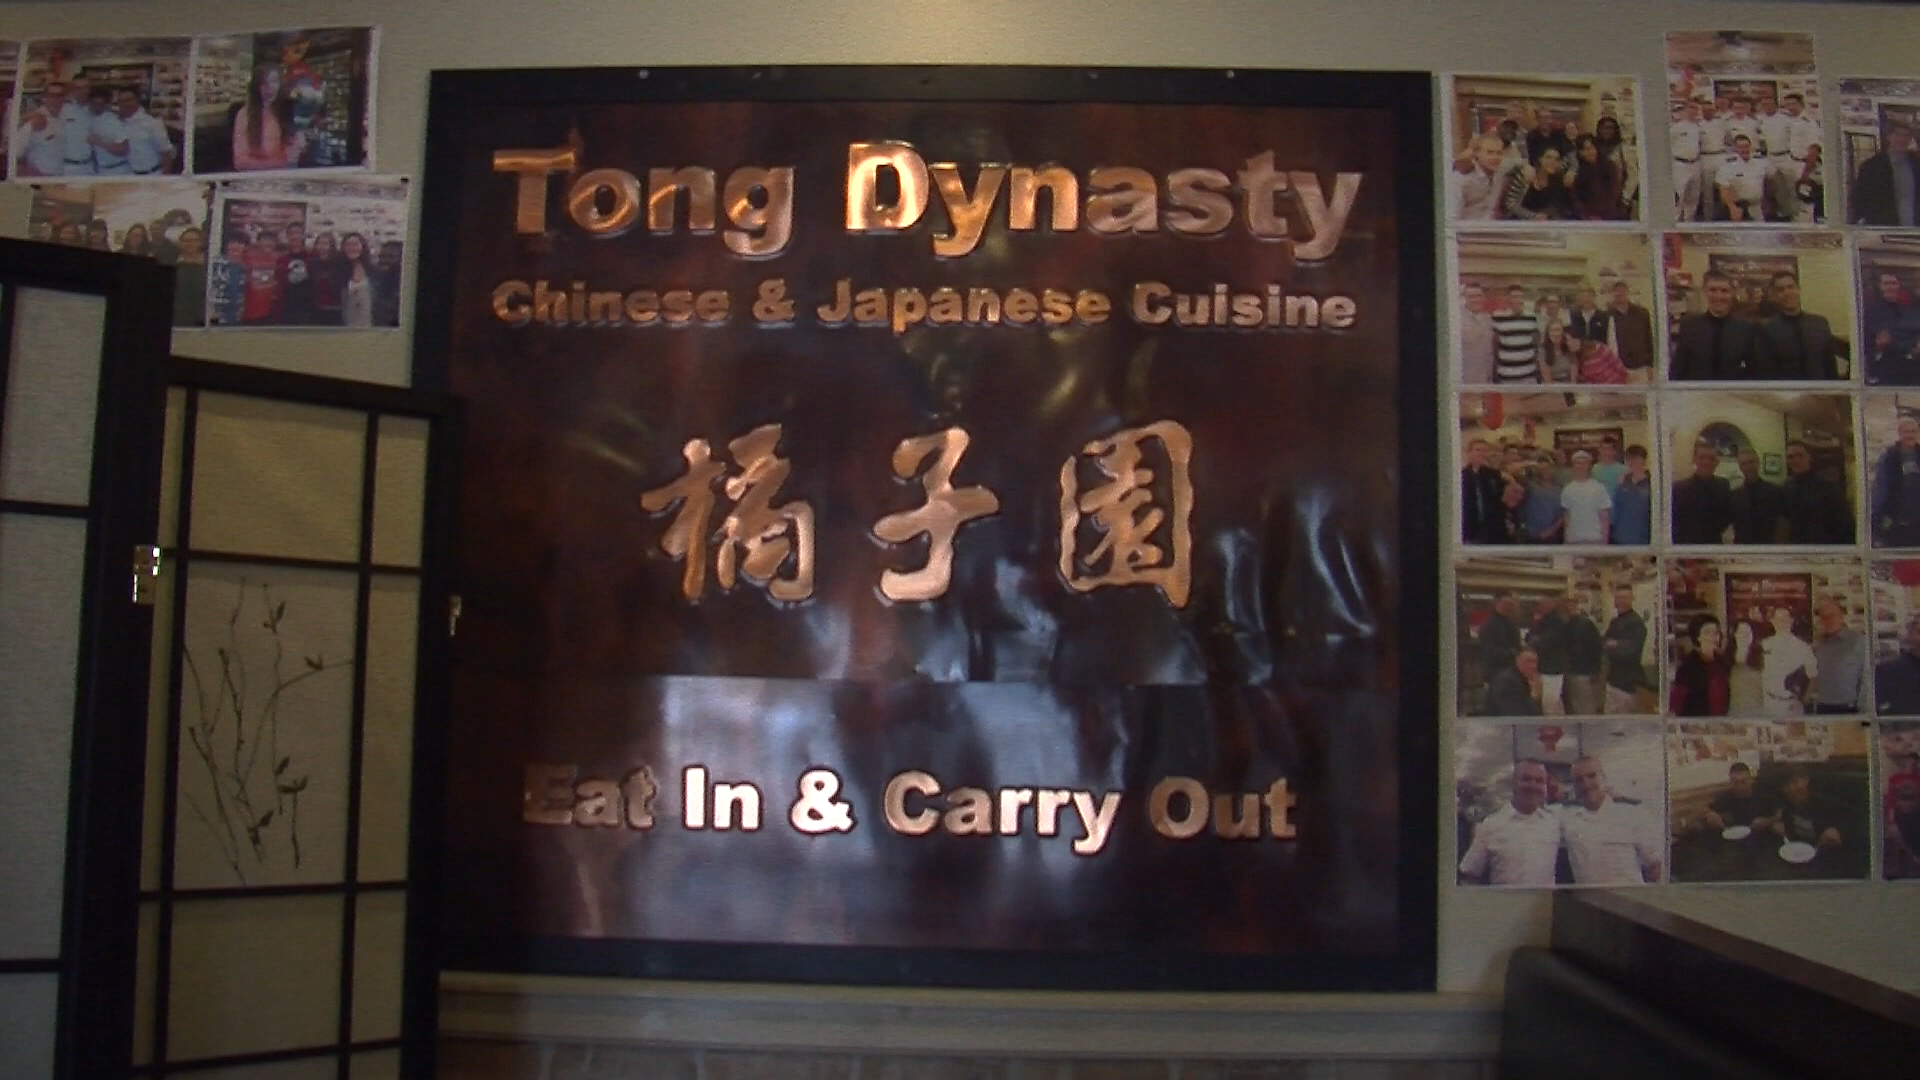 Tong Dynasty
Chinese & Japanese Cuisine
橘子園
Eat In & Carry Out